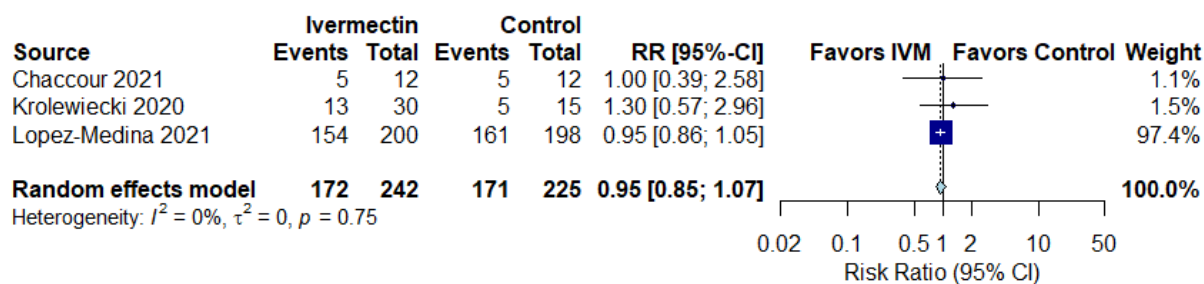 Ivermectin Control
Source Events Total Events Total RR [95%-CI] Favors IVM Favors Control Weight
Chaccour 2021 5 12 5 12 1.00 [0.39; 2.58] 1.1%
Krolewiecki 2020 13 30 5 15 1.30 [0.57; 2.96] 1.5%
Lopez-Medina 2021 154 200 161 198 0.95 [0.86; 1.05] 97.4%
Random effects model 172 242 171 225 0.95 [0.85; 1.07] 100.0%
Heterogeneity: I² = 0%, τ² = 0, p = 0.75
0.02 0.1 0.5 1 2 10 50
Risk Ratio (95% CI)